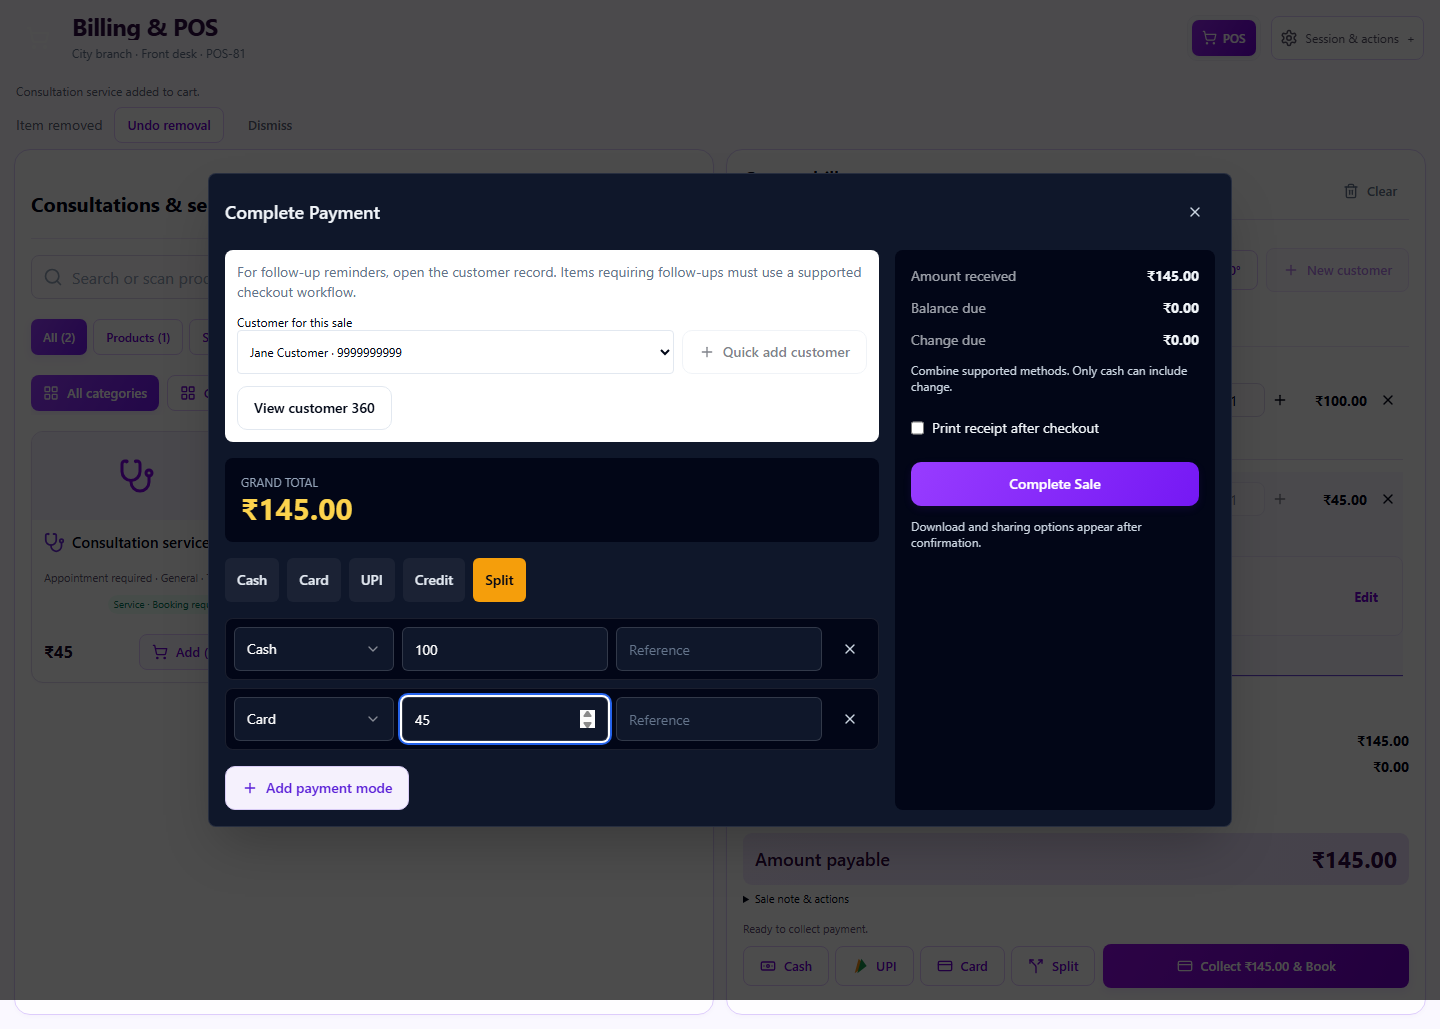 Billing & POS
City branch · Front desk · POS-81
POS
Session & actions +
Consultation service added to cart.
Item removed
Undo removal
Dismiss
Consultations & se
Clear
Search or scan prod
New customer
All (2)
Products (1)
All categories
Consultation service
Appointment required · General ·
Service · Booking requ
₹45
Add (
1
₹100.00
1
₹45.00
Edit
₹145.00
₹0.00
Amount payable
₹145.00
Sale note & actions
Ready to collect payment.
Cash
UPI
Card
Split
Collect ₹145.00 & Book
Complete Payment
For follow-up reminders, open the customer record. Items requiring follow-ups must use a supported
checkout workflow.
Customer for this sale
Jane Customer · 9999999999
Quick add customer
View customer 360
GRAND TOTAL
₹145.00
Cash
Card
UPI
Credit
Split
Cash
100
Reference
Card
45
Reference
Add payment mode
Amount received
₹145.00
Balance due
₹0.00
Change due
₹0.00
Combine supported methods. Only cash can include
change.
Print receipt after checkout
Complete Sale
Download and sharing options appear after
confirmation.